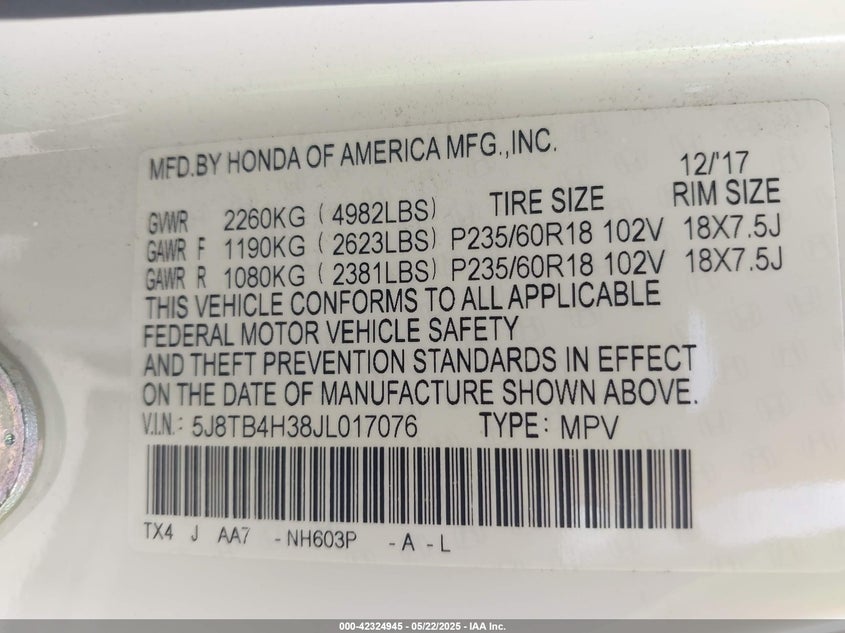 MFD.BY HONDA OF AMERICA MFG.,INC. 12/'17
GVWR 2260KG ( 4982LBS) TIRE SIZE RIM SIZE
GAWR F 1190KG ( 2623LBS) P235/60R18 102V 18X7.5J
GAWR R 1080KG ( 2381LBS) P235/60R18 102V 18X7.5J
THIS VEHICLE CONFORMS TO ALL APPLICABLE
FEDERAL MOTOR VEHICLE SAFETY
AND THEFT PREVENTION STANDARDS IN EFFECT
ON THE DATE OF MANUFACTURE SHOWN ABOVE.
V.I.N.: 5J8TB4H38JL017076 TYPE: MPV
TX4 J AA7 -NH603P -A -L
000-42324945 - 05/22/2025 - IAA Inc.